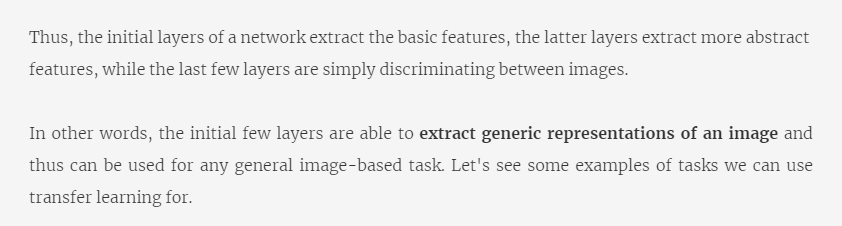 Thus, the initial layers of a network extract the basic features, the latter layers extract more abstract
features, while the last few layers are simply discriminating between images.
In other words, the initial few layers are able to extract generic representations of an image and
thus can be used for any general image-based task. Let's see some examples of tasks we can use
transfer learning for.